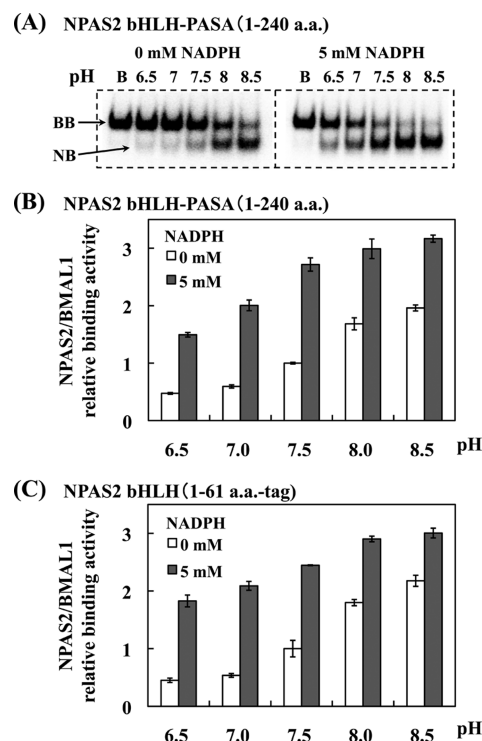 (A) NPAS2 bHLH-PASA(1-240 a.a.)
0 mM NADPH 5 mM NADPH
pH B 6.5 7 7.5 8 8.5 B 6.5 7 7.5 8 8.5
BB
NB
(B) NPAS2 bHLH-PASA(1-240 a.a.)
NPAS2/BMAL1
relative binding activity
NADPH
0 mM
5 mM
3
2
1
0
6.5 7.0 7.5 8.0 8.5 pH
(C) NPAS2 bHLH(1-61 a.a.-tag)
NPAS2/BMAL1
relative binding activity
NADPH
0 mM
5 mM
3
2
1
0
6.5 7.0 7.5 8.0 8.5 pH